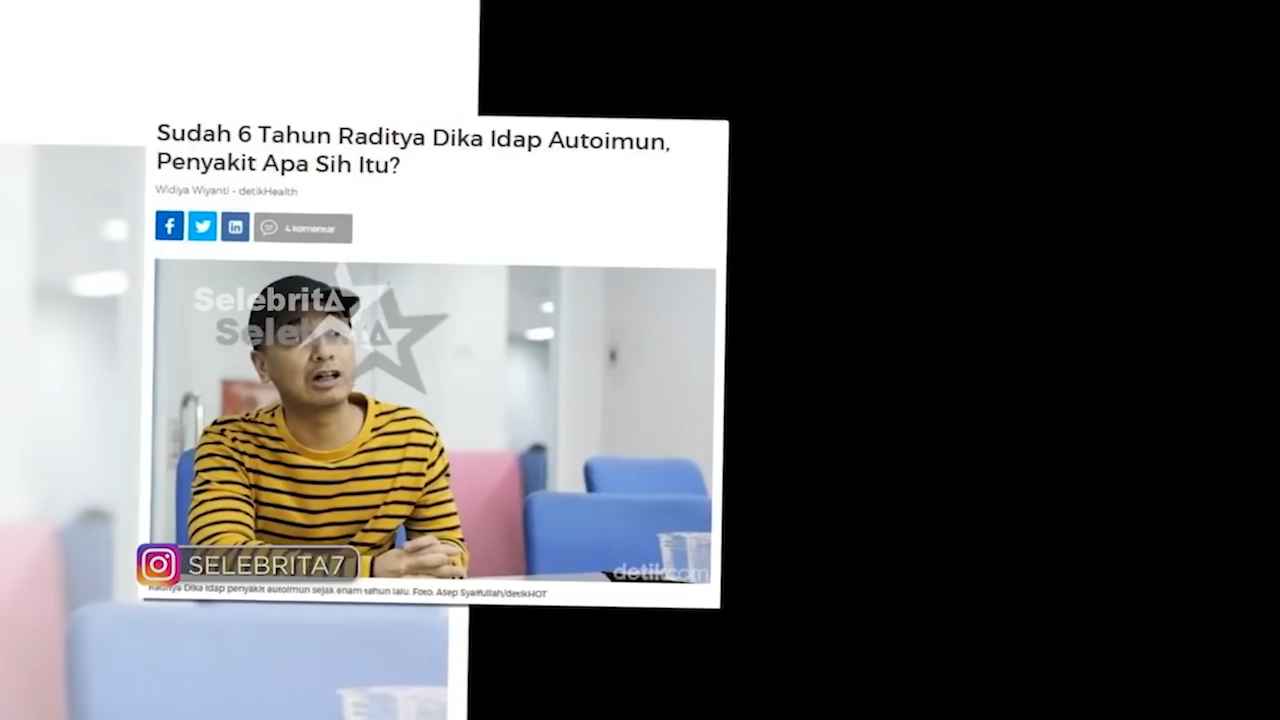 Sudah 6 Tahun Raditya Dika Idap Autoimun,
Penyakit Apa Sih Itu?
Widiya Wiyanti - detikHealth
4 komentar
SelebritA
SelebritA
detikcom
SELEBRITA7
Raditya Dika idap penyakit autoimun sejak enam tahun lalu. Foto: Asep Syaifullah/detikHOT